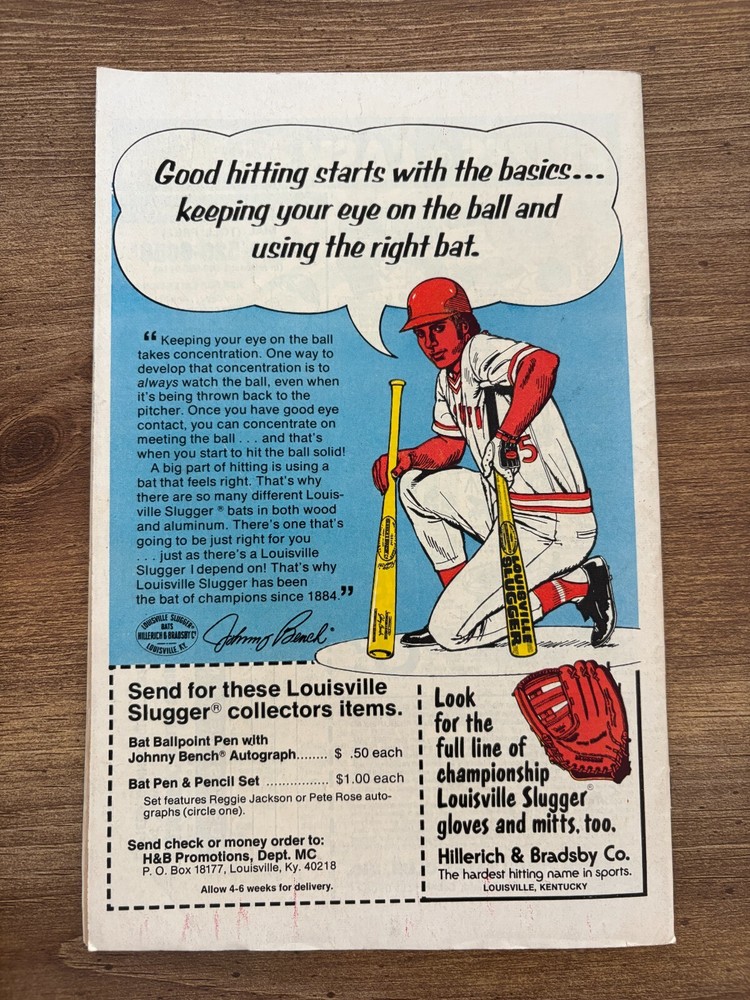 Good hitting starts with the basics...
keeping your eye on the ball and
using the right bat.
“ Keeping your eye on the ball
takes concentration. One way to
develop that concentration is to
always watch the ball, even when
it's being thrown back to the
pitcher. Once you have good eye
contact, you can concentrate on
meeting the ball . . . and that's
when you start to hit the ball solid!
A big part of hitting is using a
bat that feels right. That's why
there are so many different Louis-
ville Slugger ® bats in both wood
and aluminum. There's one that's
going to be just right for you
. . . just as there's a Louisville
Slugger I depend on! That's why
Louisville Slugger has been
the bat of champions since 1884.”
LOUISVILLE SLUGGER
BATS
HILLERICH & BRADSBY Cº
LOUISVILLE, KY.
Johnny Bench
5
LOUISVILLE
SLUGGER
Send for these Louisville
Slugger® collectors items.
Bat Ballpoint Pen with
Johnny Bench® Autograph........ $ .50 each
Bat Pen & Pencil Set ................ $1.00 each
Set features Reggie Jackson or Pete Rose auto-
graphs (circle one).
Send check or money order to:
H&B Promotions, Dept. MC
P. O. Box 18177, Louisville, Ky. 40218
Allow 4-6 weeks for delivery.
Look
for the
full line of
championship
Louisville Slugger®
gloves and mitts, too.
Hillerich & Bradsby Co.
The hardest hitting name in sports.
LOUISVILLE, KENTUCKY